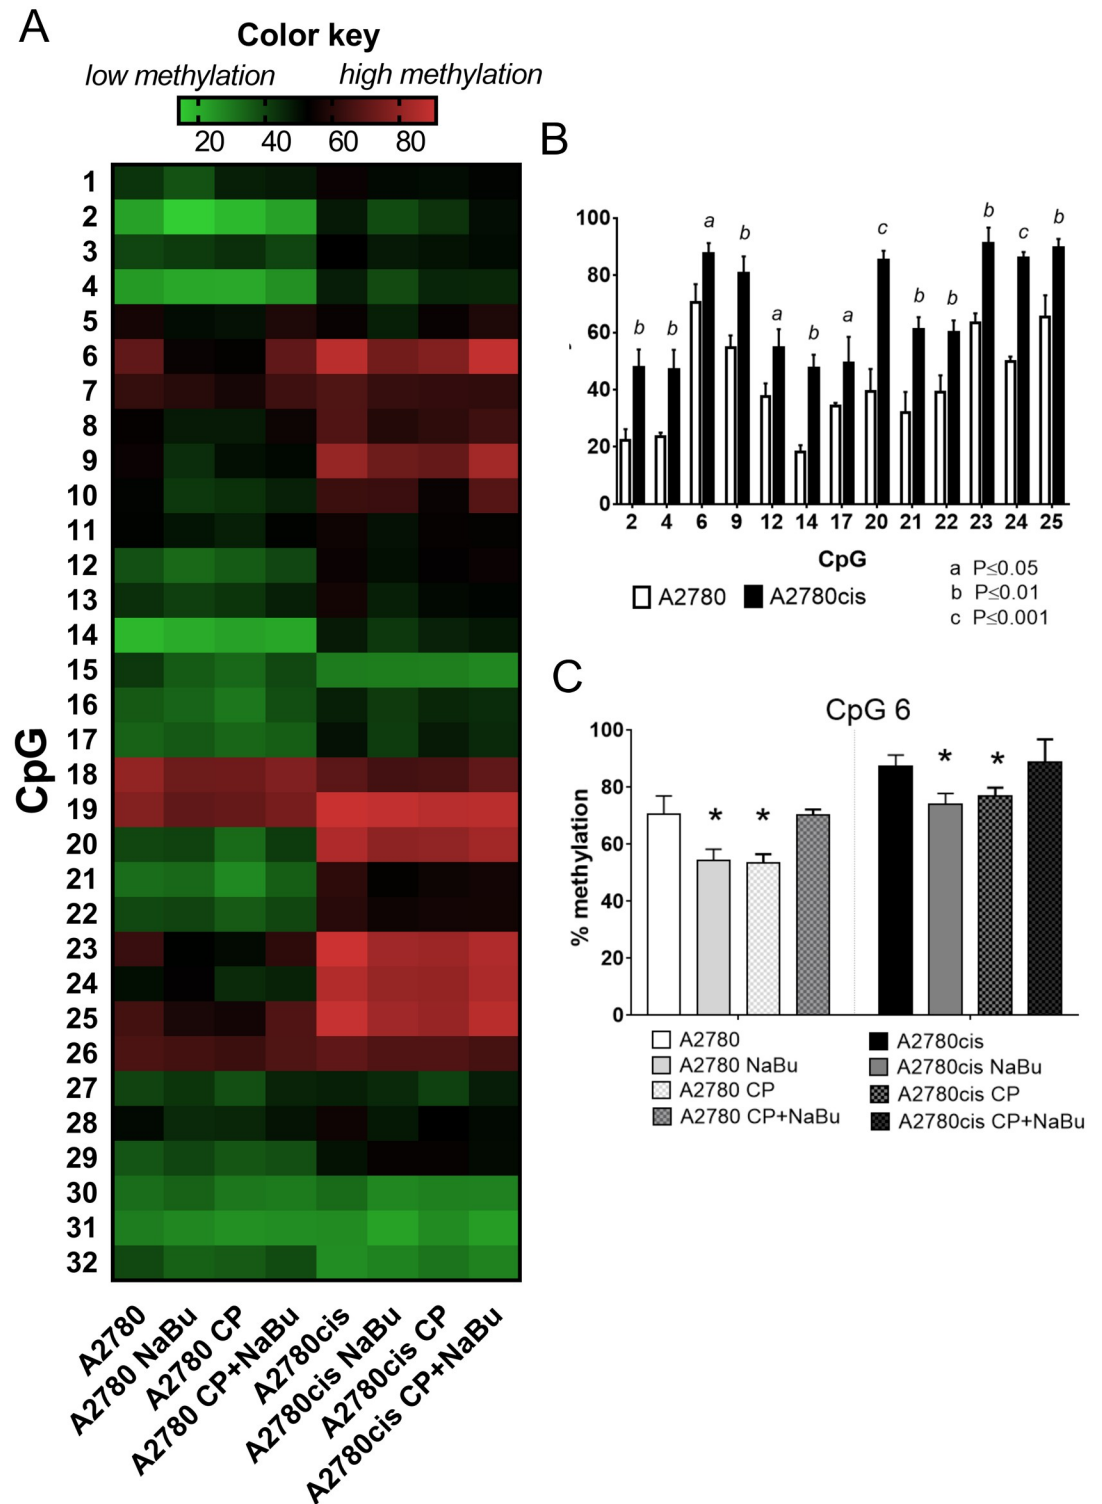 A
Color key
low methylation high methylation
20 40 60 80
CpG
1
2
3
4
5
6
7
8
9
10
11
12
13
14
15
16
17
18
19
20
21
22
23
24
25
26
27
28
29
30
31
32
A2780
A2780 NaBu
A2780 CP
A2780 CP+NaBu
A2780cis
A2780cis NaBu
A2780cis CP
A2780cis CP+NaBu
B
100
80
60
40
20
0
b b a b a b a c b b b c b
2 4 6 9 12 14 17 20 21 22 23 24 25
CpG
A2780 A2780cis
a P≤0.05
b P≤0.01
c P≤0.001
C
CpG 6
% methylation
100
80
60
40
20
0
* * * *
A2780
A2780 NaBu
A2780 CP
A2780 CP+NaBu
A2780cis
A2780cis NaBu
A2780cis CP
A2780cis CP+NaBu